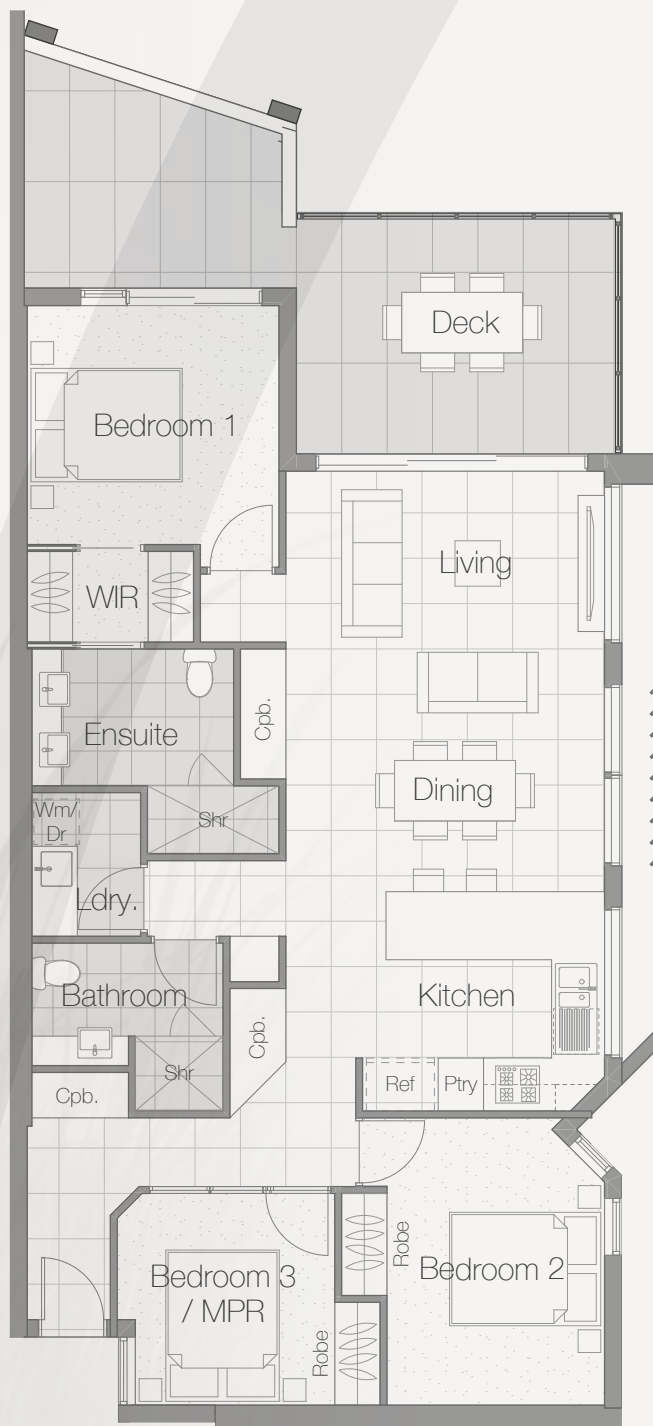 Deck
Bedroom 1
Living
WIR
Cpb.
Ensuite
Dining
Wm/
Dr
Shr
Ldry.
Bathroom
Kitchen
Cpb.
Shr
Ref
Ptry
Cpb.
Robe
Bedroom 2
Bedroom 3
/ MPR
Robe